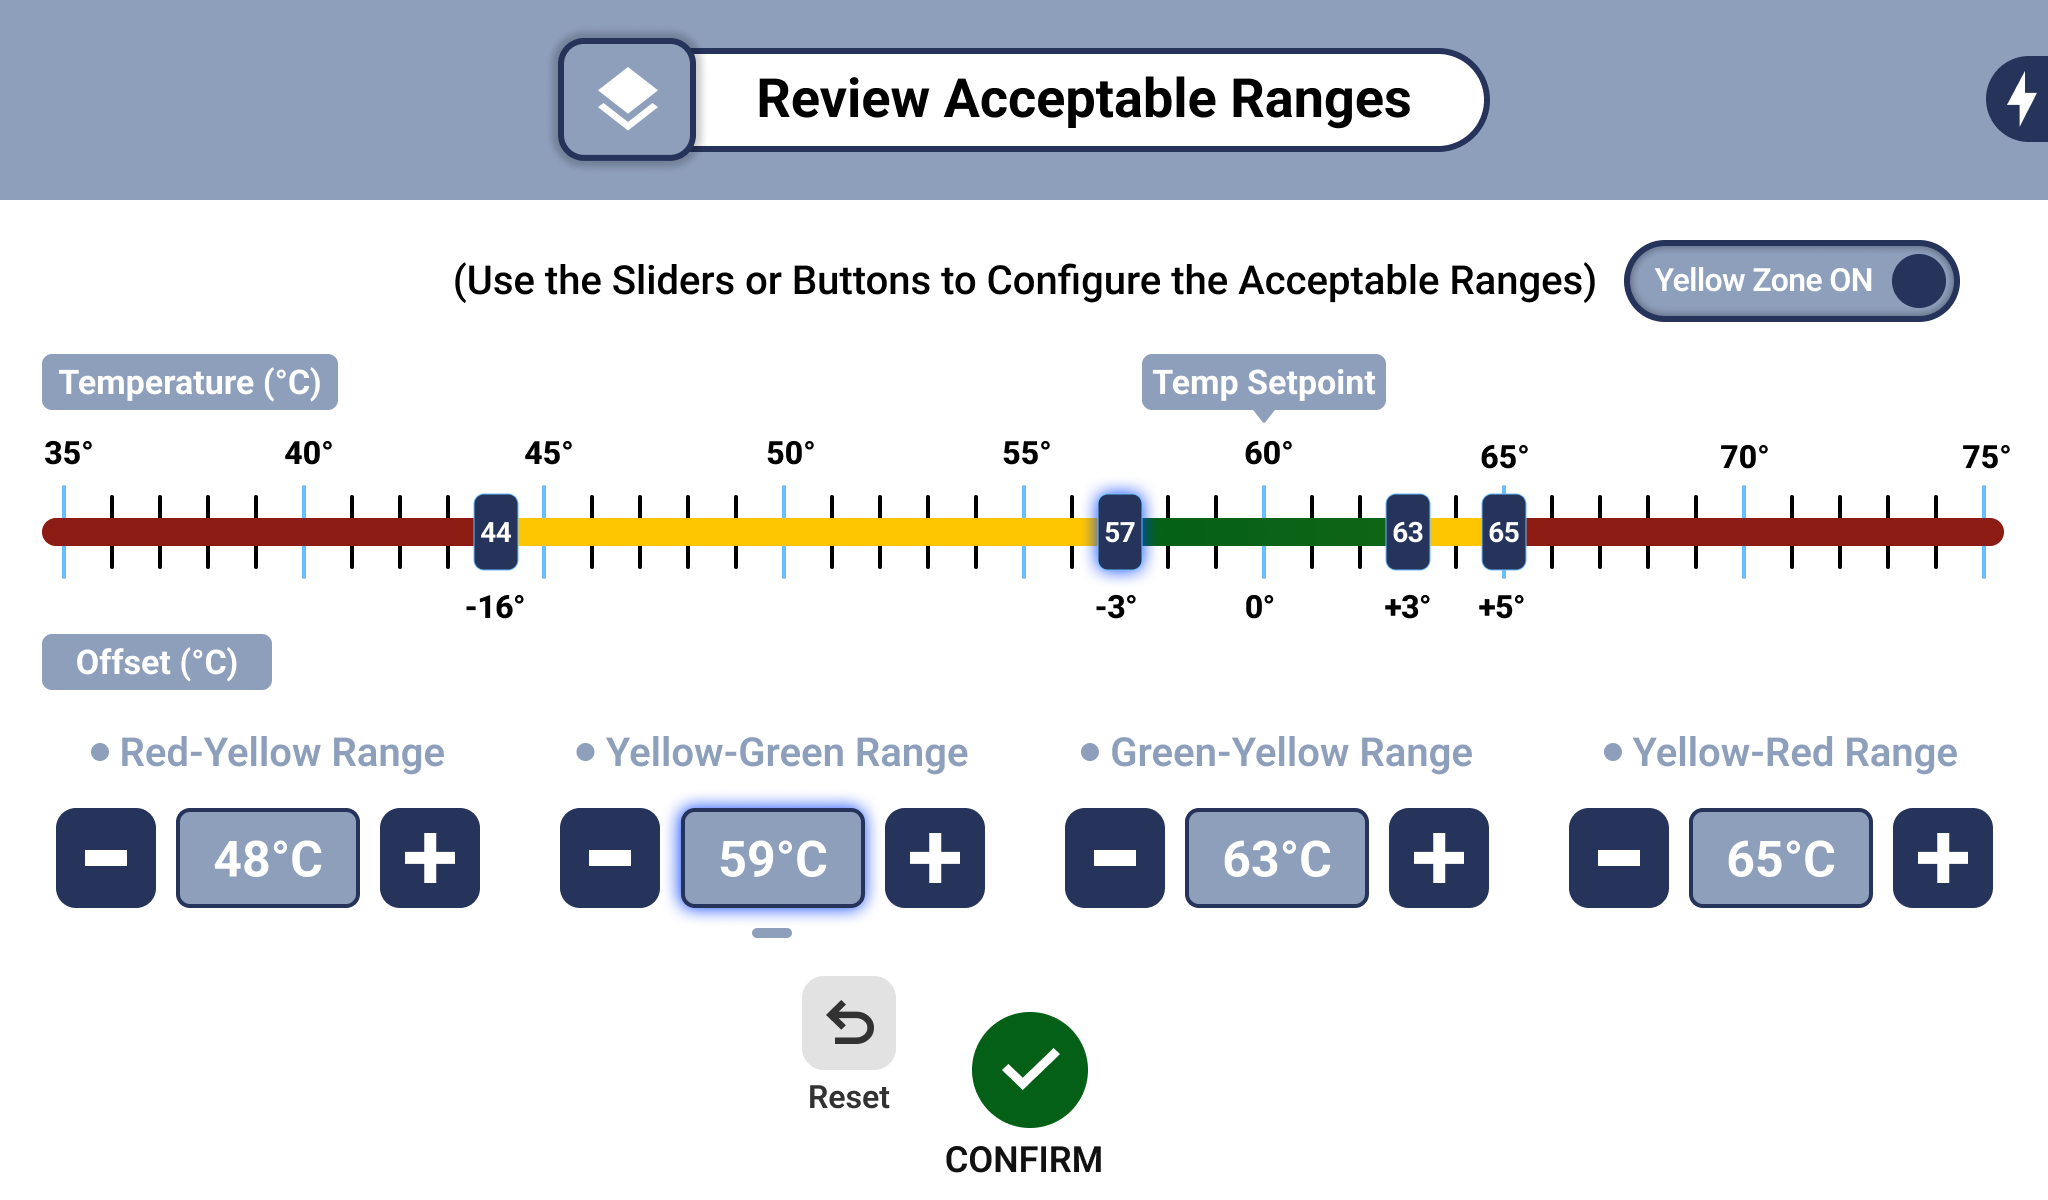 Review Acceptable Ranges
(Use the Sliders or Buttons to Configure the Acceptable Ranges)
Yellow Zone ON
Temperature (°C)
Temp Setpoint
35° 40° 45° 50° 55° 60° 65° 70° 75°
44 57 63 65
-16° -3° 0° +3° +5°
Offset (°C)
Red-Yellow Range
Yellow-Green Range
Green-Yellow Range
Yellow-Red Range
48°C
59°C
63°C
65°C
Reset
CONFIRM